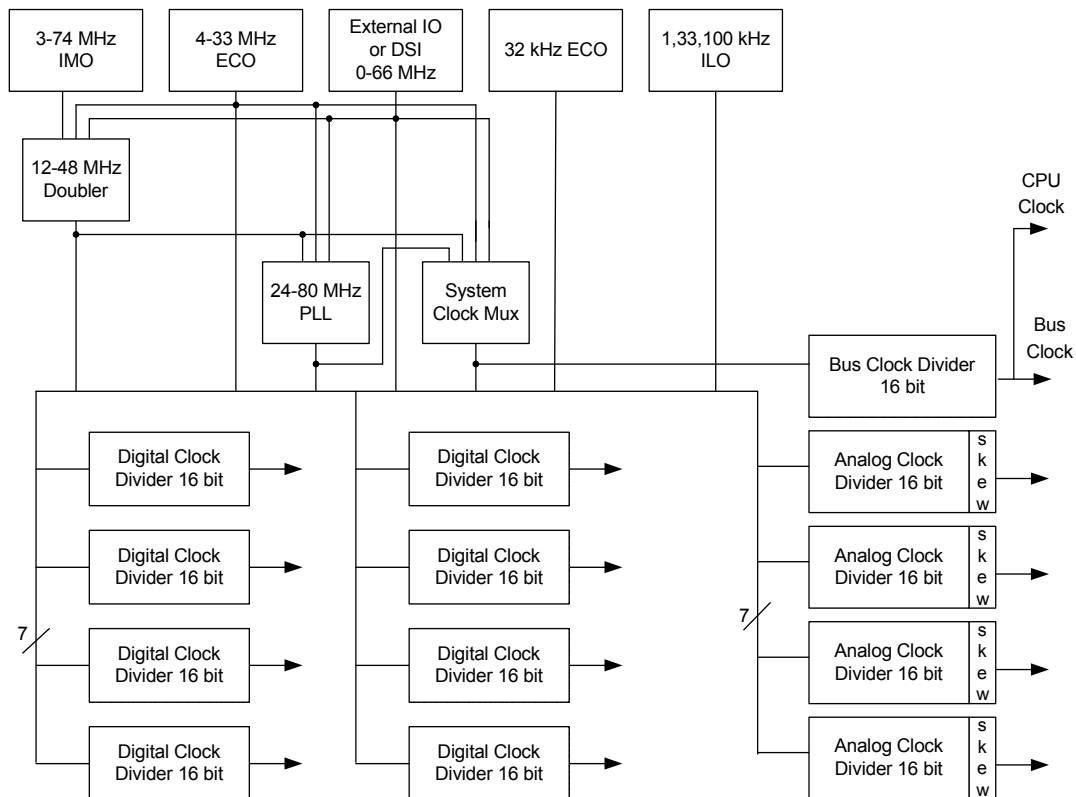 3-74 MHz
IMO
4-33 MHz
ECO
External IO
or DSI
0-66 MHz
32 kHz ECO
1,33,100 kHz
ILO
12-48 MHz
Doubler
CPU
Clock
24-80 MHz
PLL
System
Clock Mux
Bus
Clock
Bus Clock Divider
16 bit
Digital Clock
Divider 16 bit
Digital Clock
Divider 16 bit
Analog Clock
Divider 16 bit
s
k
e
w
Digital Clock
Divider 16 bit
Digital Clock
Divider 16 bit
Analog Clock
Divider 16 bit
s
k
e
w
7
7
Digital Clock
Divider 16 bit
Digital Clock
Divider 16 bit
Analog Clock
Divider 16 bit
s
k
e
w
Digital Clock
Divider 16 bit
Digital Clock
Divider 16 bit
Analog Clock
Divider 16 bit
s
k
e
w